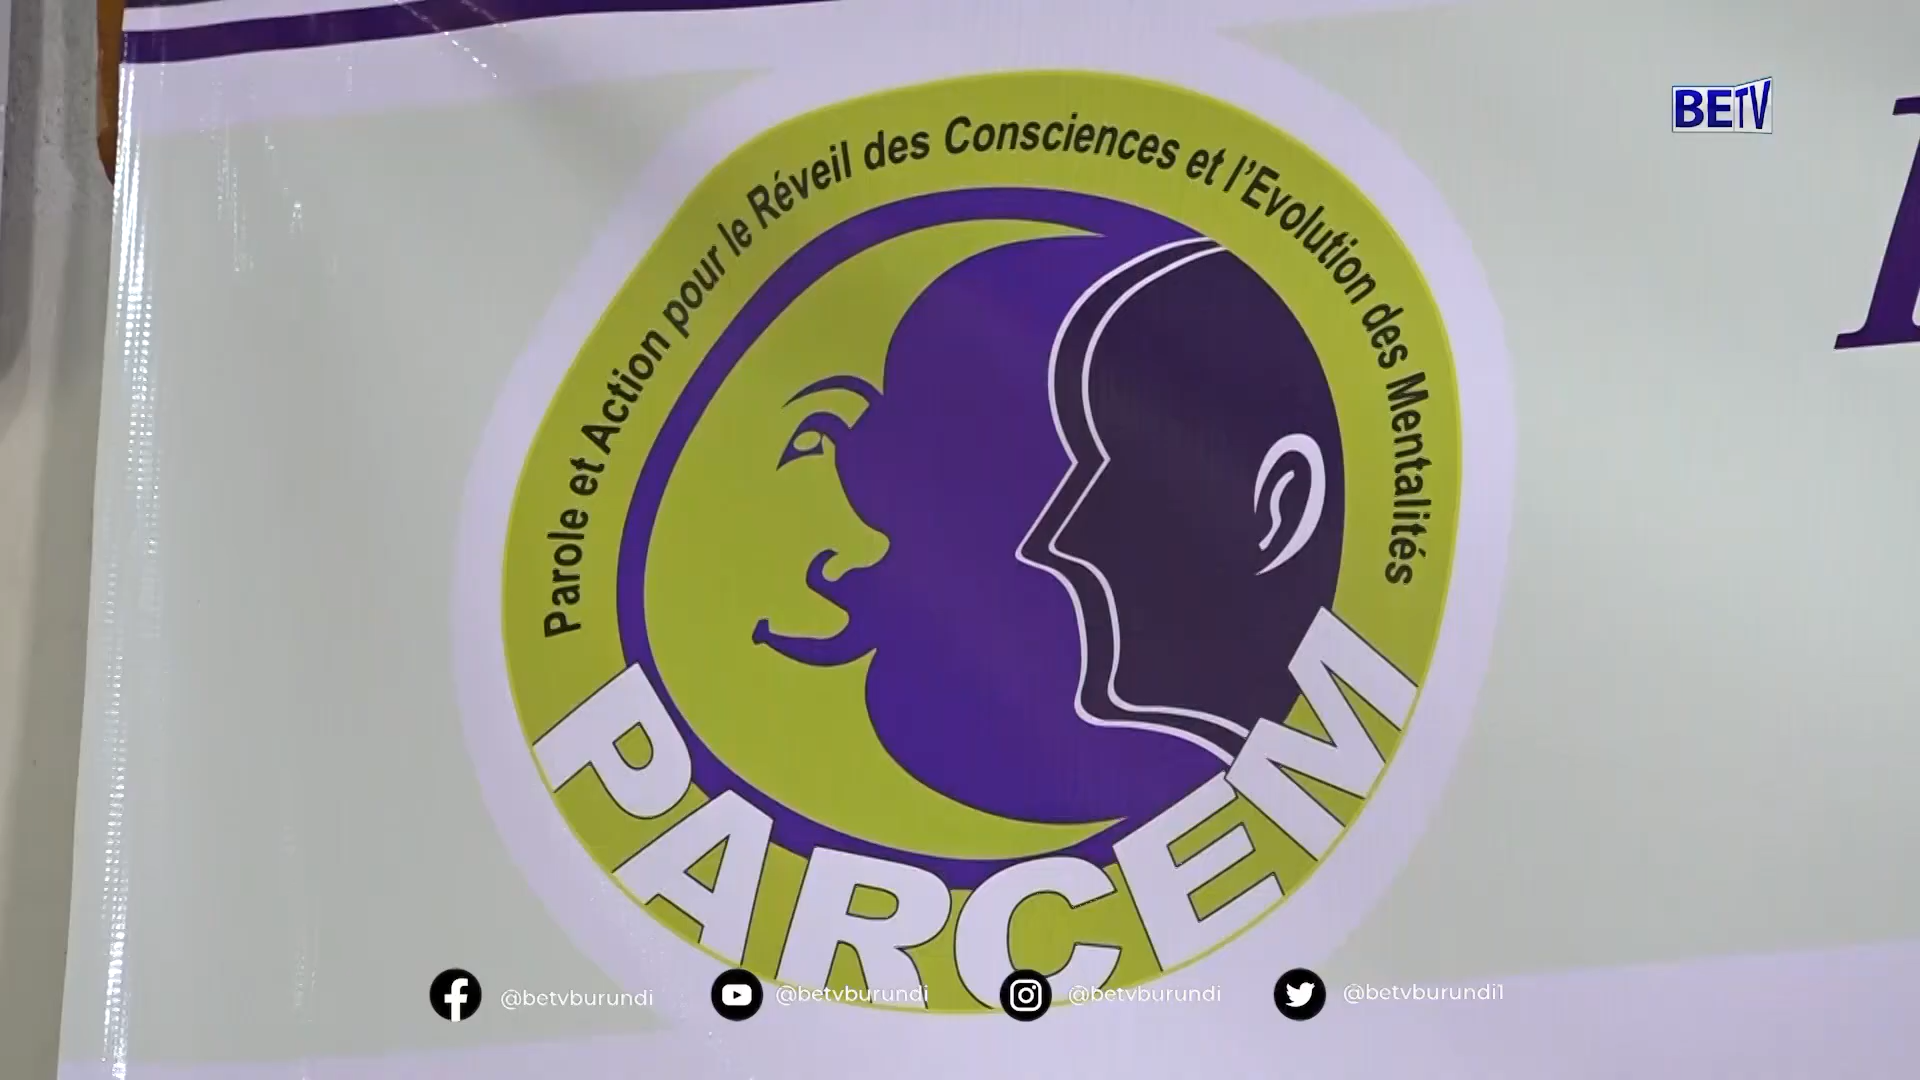 BETV
Parole et Action pour le Réveil des Consciences et l'Evolution des Mentalités
PARCEM
@betvburundi
@betvburundi
@betvburundi
@betvburundi1